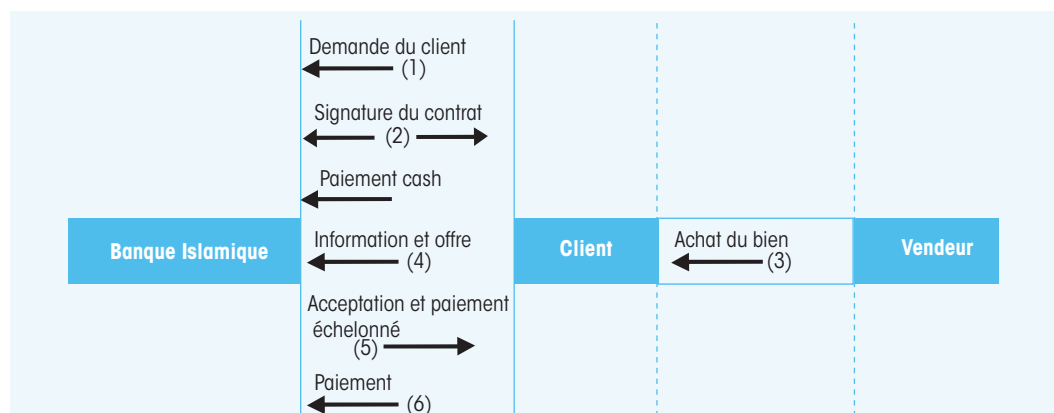 Demande du client
(1)
Signature du contrat
(2)
Paiement cash
Banque Islamique
Information et offre
(4)
Client
Achat du bien
(3)
Vendeur
Acceptation et paiement
échelonné
(5)
Paiement
(6)